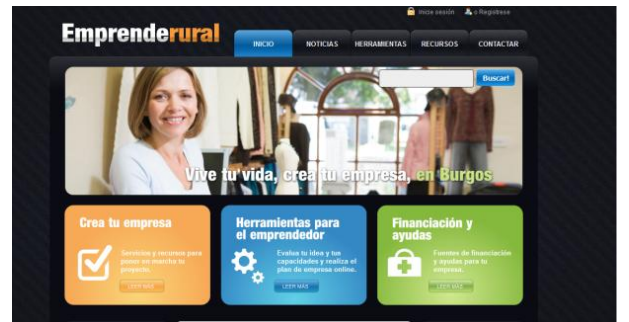 Inicia sesión o Regístrese
Emprenderural
INICIO NOTICIAS HERRAMIENTAS RECURSOS CONTACTAR
Buscar!
Vive tu vida, crea tu empresa, en Burgos
Crea tu empresa
Servicios y recursos para
poner en marcha tu
proyecto.
LEER MÁS
Herramientas para
el emprendedor
Evalua tu idea y tus
capacidades y realiza el
plan de empresa online.
LEER MÁS
Financiación y
ayudas
Fuentes de financiación
y ayudas para tu
empresa.
LEER MÁS